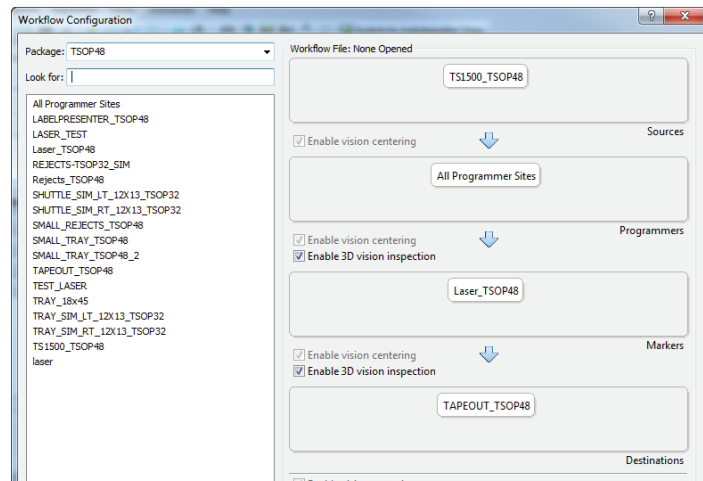 Workflow Configuration
Package: TSOP48
Look for:
All Programmer Sites
LABELPRESENTER_TSOP48
LASER_TEST
Laser_TSOP48
REJECTS-TSOP32_SIM
Rejects_TSOP48
SHUTTLE_SIM_LT_12X13_TSOP32
SHUTTLE_SIM_RT_12X13_TSOP32
SMALL_REJECTS_TSOP48
SMALL_TRAY_TSOP48
SMALL_TRAY_TSOP48_2
TAPEOUT_TSOP48
TEST_LASER
TRAY_18x45
TRAY_SIM_LT_12X13_TSOP32
TRAY_SIM_RT_12X13_TSOP32
TS1500_TSOP48
laser
Workflow File: None Opened
TS1500_TSOP48
Sources
Enable vision centering
All Programmer Sites
Programmers
Enable vision centering
Enable 3D vision inspection
Laser_TSOP48
Markers
Enable vision centering
Enable 3D vision inspection
TAPEOUT_TSOP48
Destinations